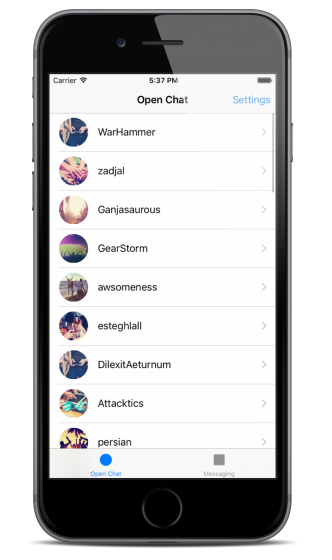 Carrier 5:37 PM
Open Chat Settings
WarHammer
zadjal
Ganjasaurous
GearStorm
awsomeness
esteghlall
DilexitAeturnum
Attacktics
persian
Open Chat Messaging